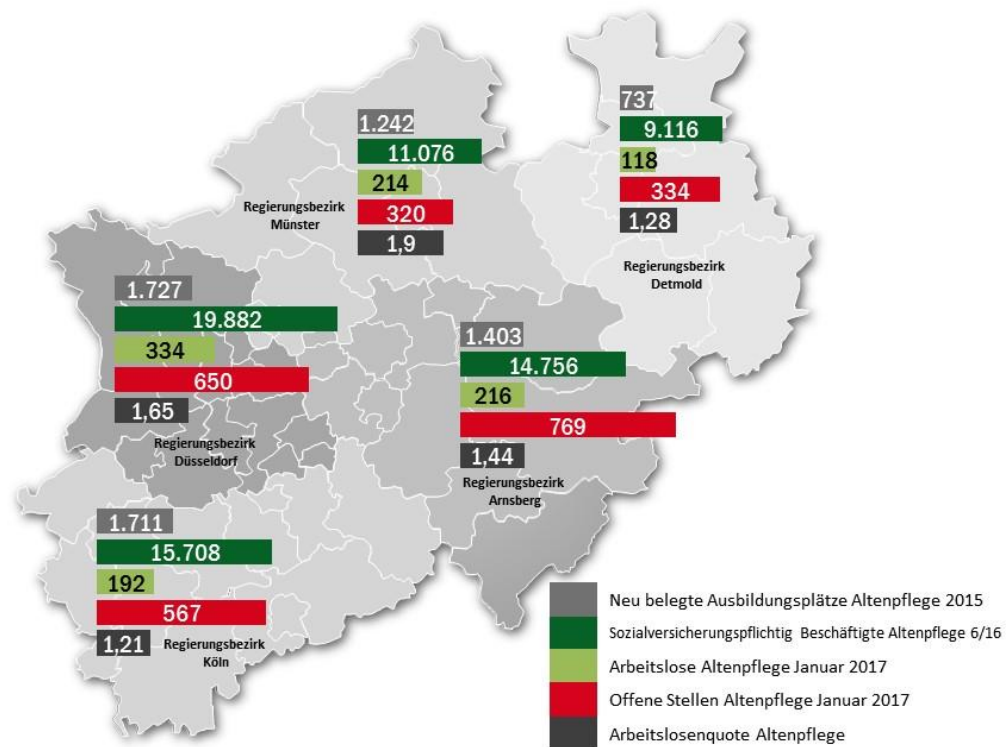 1.242
11.076
214
320
1,9
Regierungsbezirk
Münster
737
9.116
118
334
1,28
Regierungsbezirk
Detmold
1.727
19.882
334
650
1,65
Regierungsbezirk
Düsseldorf
1.403
14.756
216
769
1,44
Regierungsbezirk
Arnsberg
1.711
15.708
192
567
1,21
Regierungsbezirk
Köln
Neu belegte Ausbildungsplätze Altenpflege 2015
Sozialversicherungspflichtig Beschäftigte Altenpflege 6/16
Arbeitslose Altenpflege Januar 2017
Offene Stellen Altenpflege Januar 2017
Arbeitslosenquote Altenpflege